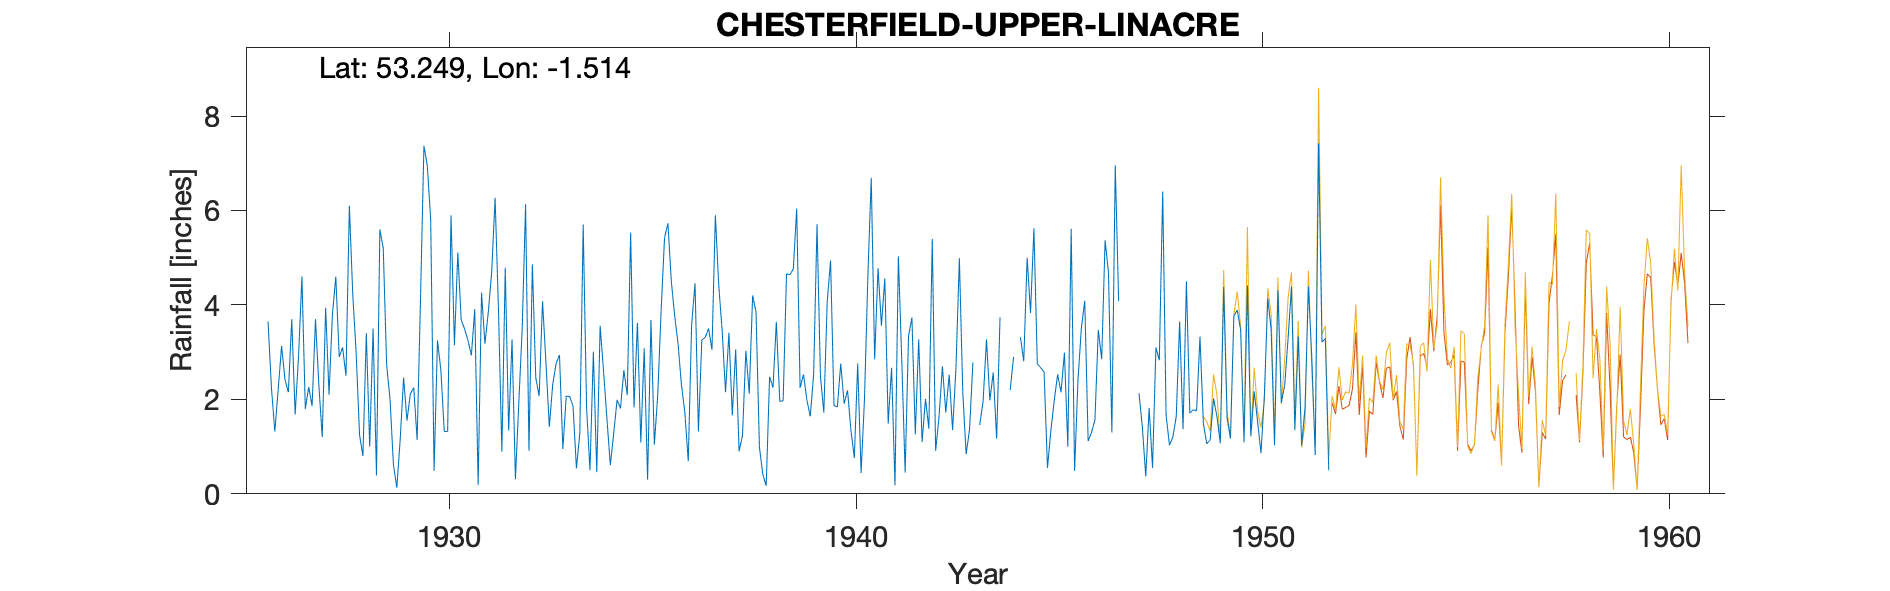 CHESTERFIELD-UPPER-LINACRE
Lat: 53.249, Lon: -1.514
Rainfall [inches]
8
6
4
2
0
1930 1940 1950 1960
Year